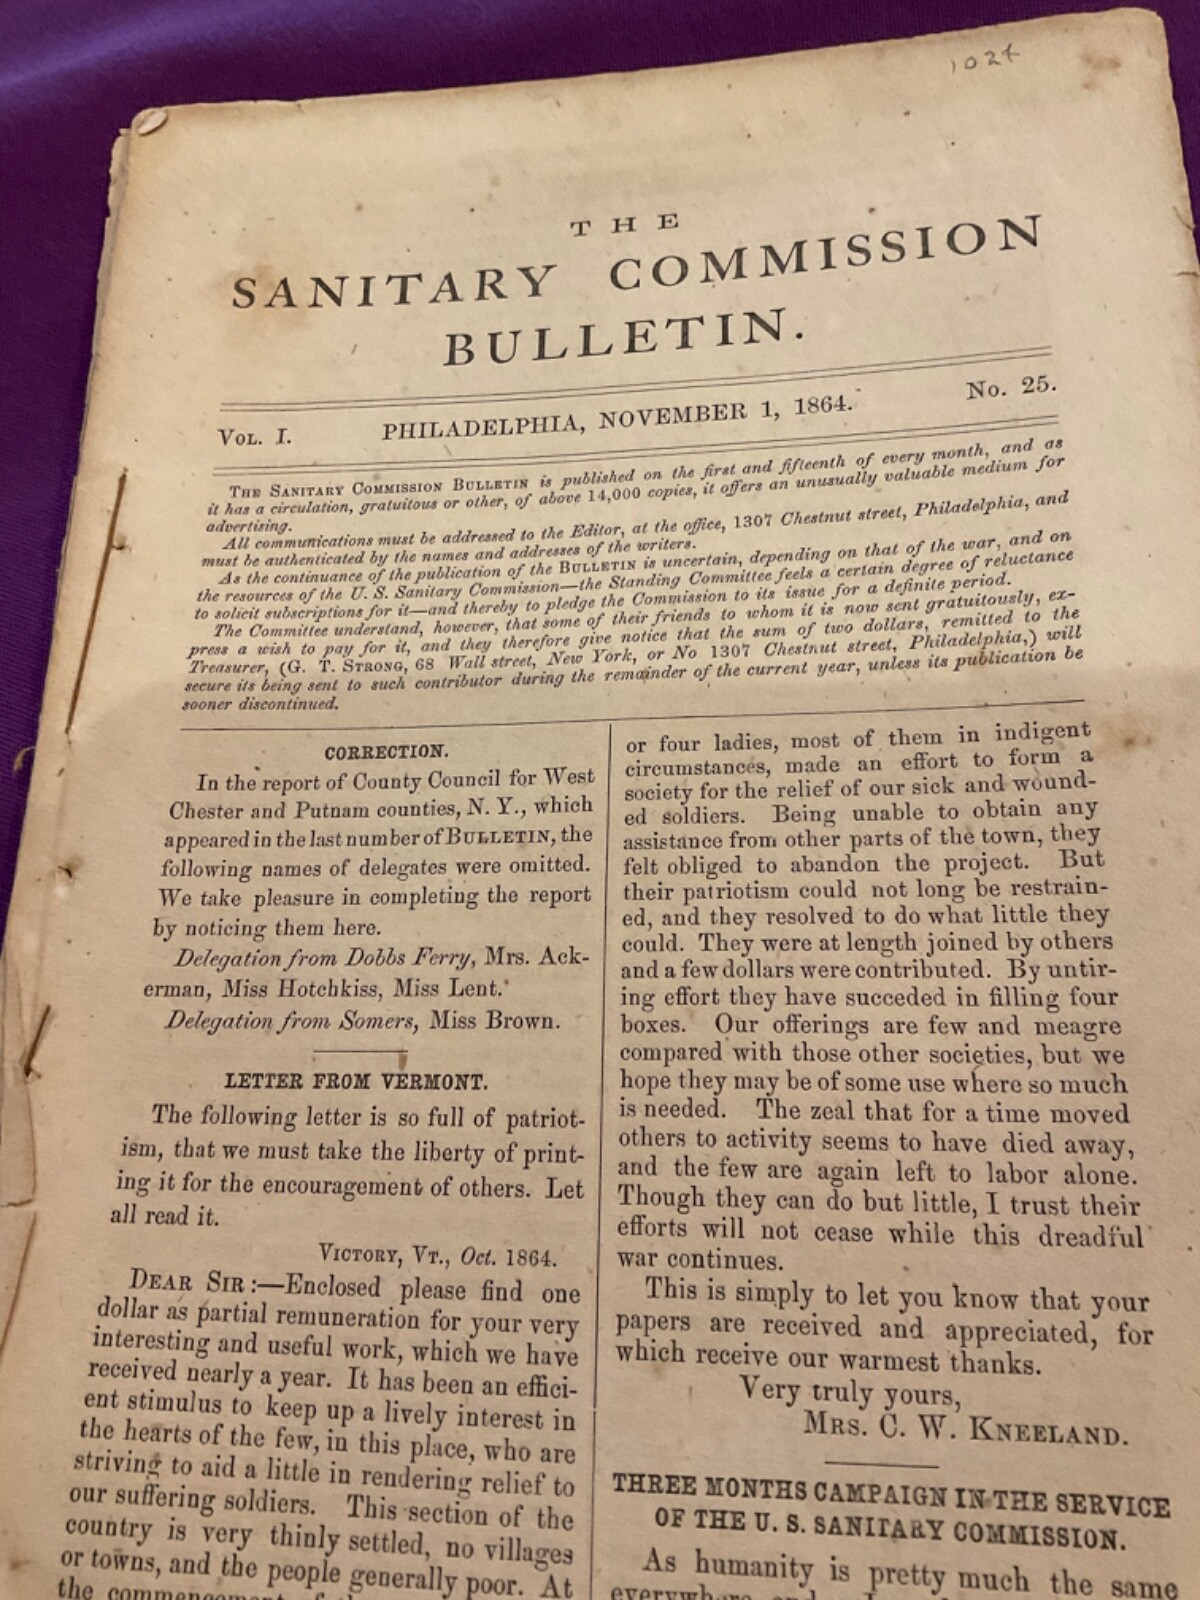 1024
THE
SANITARY COMMISSION
BULLETIN.
Vol. I. PHILADELPHIA, NOVEMBER 1, 1864. No. 25.
The Sanitary Commission Bulletin is published on the first and fifteenth of every month, and as
it has a circulation, gratuitous or other, of above 14,000 copies, it offers an unusually valuable medium for
advertising.
All communications must be addressed to the Editor, at the office, 1307 Chestnut street, Philadelphia, and
must be authenticated by the names and addresses of the writers.
As the continuance of the publication of the Bulletin is uncertain, depending on that of the war, and on
the resources of the U. S. Sanitary Commission—the Standing Committee feels a certain degree of reluctance
to solicit subscriptions for it—and thereby to pledge the Commission to its issue for a definite period.
The Committee understand, however, that some of their friends to whom it is now sent gratuitously, ex-
press a wish to pay for it, and they therefore give notice that the sum of two dollars, remitted to the
Treasurer, (G. T. Strong, 68 Wall street, New York, or No 1307 Chestnut street, Philadelphia,) will
secure its being sent to such contributor during the remainder of the current year, unless its publication be
sooner discontinued.
CORRECTION.
In the report of County Council for West
Chester and Putnam counties, N. Y., which
appeared in the last number of Bulletin, the
following names of delegates were omitted.
We take pleasure in completing the report
by noticing them here.
Delegation from Dobbs Ferry, Mrs. Ack-
erman, Miss Hotchkiss, Miss Lent.
Delegation from Somers, Miss Brown.
LETTER FROM VERMONT.
The following letter is so full of patriot-
ism, that we must take the liberty of print-
ing it for the encouragement of others. Let
all read it.
Victory, Vt., Oct. 1864.
Dear Sir:—Enclosed please find one
dollar as partial remuneration for your very
interesting and useful work, which we have
received nearly a year. It has been an effici-
ent stimulus to keep up a lively interest in
the hearts of the few, in this place, who are
striving to aid a little in rendering relief to
our suffering soldiers. This section of the
country is very thinly settled, no villages
or towns, and the people generally poor. At
the commencement of
or four ladies, most of them in indigent
circumstances, made an effort to form a
society for the relief of our sick and wound-
ed soldiers. Being unable to obtain any
assistance from other parts of the town, they
felt obliged to abandon the project. But
their patriotism could not long be restrain-
ed, and they resolved to do what little they
could. They were at length joined by others
and a few dollars were contributed. By untir-
ing effort they have succeded in filling four
boxes. Our offerings are few and meagre
compared with those other societies, but we
hope they may be of some use where so much
is needed. The zeal that for a time moved
others to activity seems to have died away,
and the few are again left to labor alone.
Though they can do but little, I trust their
efforts will not cease while this dreadful
war continues.
This is simply to let you know that your
papers are received and appreciated, for
which receive our warmest thanks.
Very truly yours,
Mrs. C. W. Kneeland.
THREE MONTHS CAMPAIGN IN THE SERVICE
OF THE U. S. SANITARY COMMISSION.
As humanity is pretty much the same
everywhere